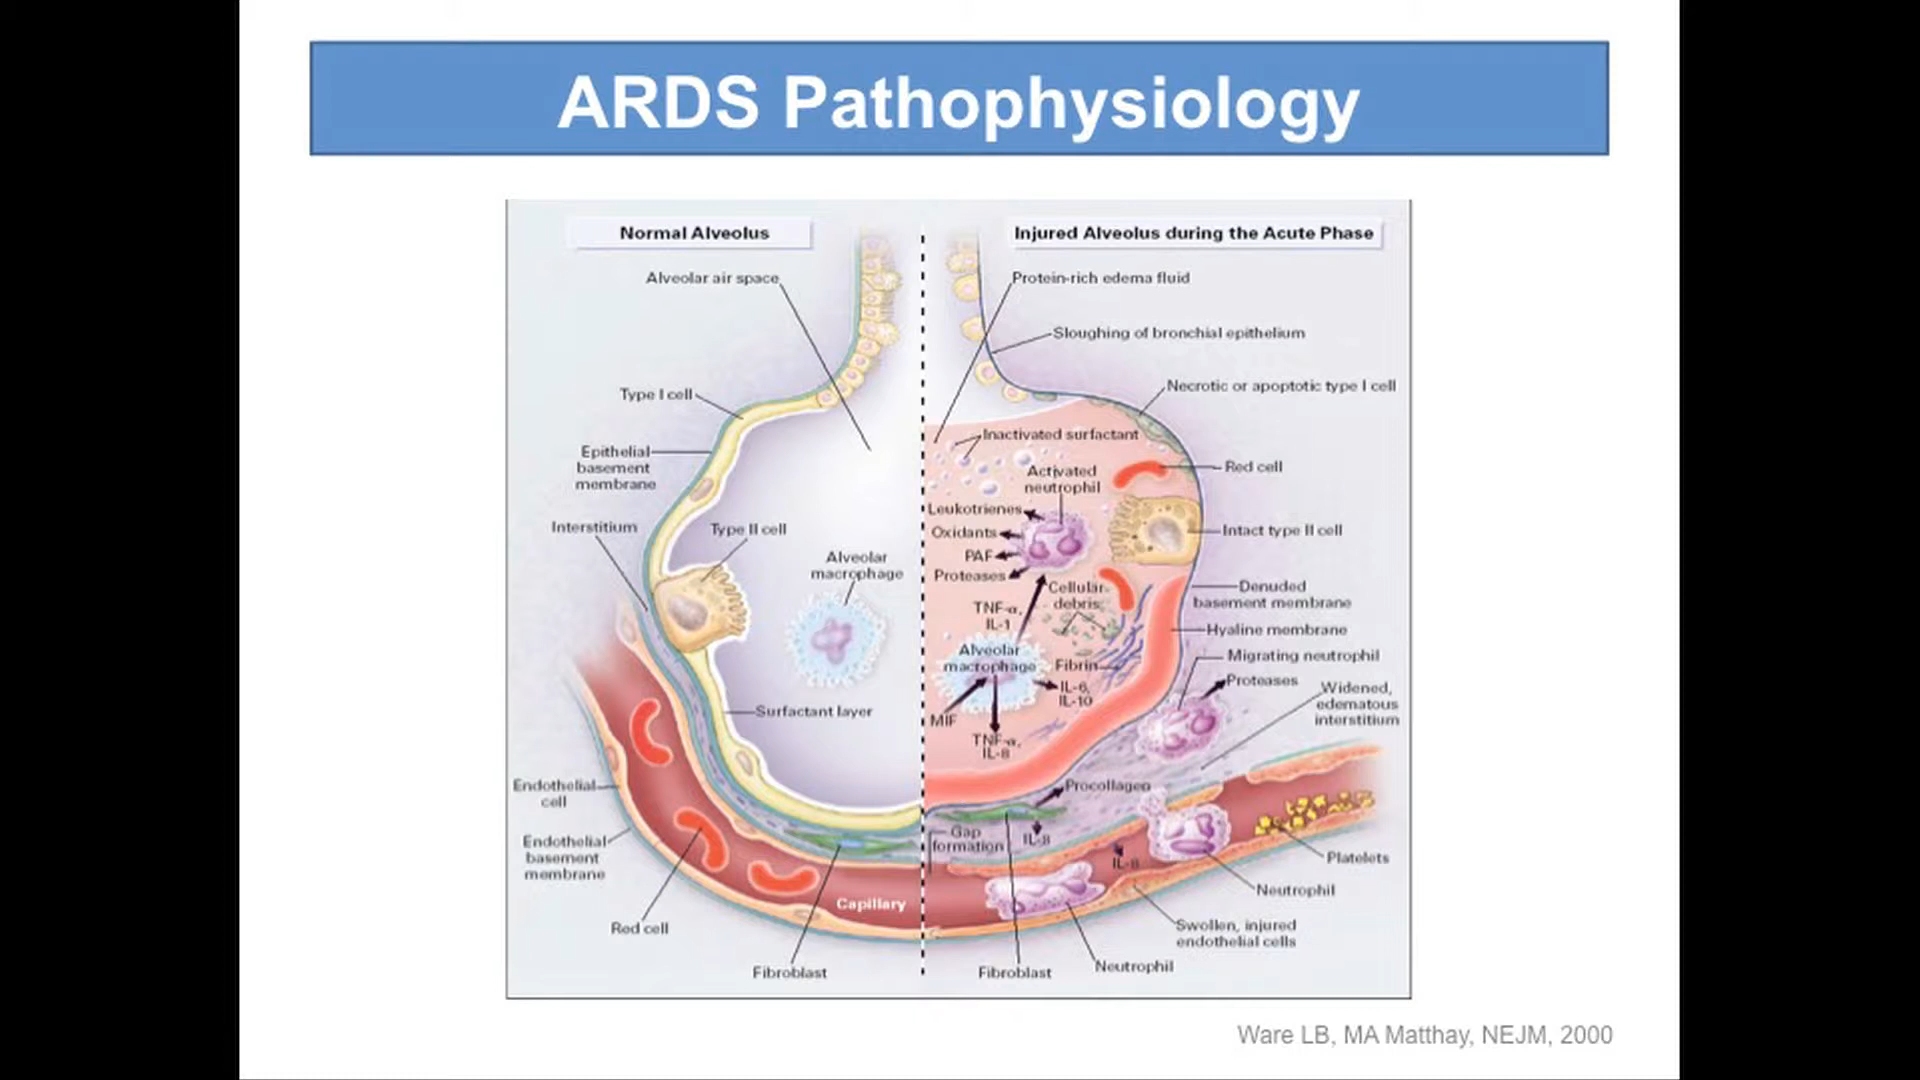 ARDS Pathophysiology
Normal Alveolus
Alveolar air space
Type I cell
Epithelial
basement
membrane
Interstitium
Type II cell
Alveolar
macrophage
Surfactant layer
Endothelial
cell
Endothelial
basement
membrane
Red cell
Capillary
Fibroblast
Injured Alveolus during the Acute Phase
Protein-rich edema fluid
Sloughing of bronchial epithelium
Necrotic or apoptotic type I cell
Inactivated surfactant
Activated
neutrophil
Red cell
Leukotrienes
Oxidants
PAF
Proteases
Intact type II cell
Cellular
debris
TNF-α,
IL-1
Denuded
basement membrane
Hyaline membrane
Alveolar
macrophage
Fibrin
Migrating neutrophil
Proteases
IL-6,
IL-10
Widened,
edematous
interstitium
MIF
TNF-α,
IL-8
Procollagen
Gap
formation
IL-8
IL-8
Platelets
Neutrophil
Swollen, injured
endothelial cells
Neutrophil
Fibroblast
Ware LB, MA Matthay, NEJM, 2000